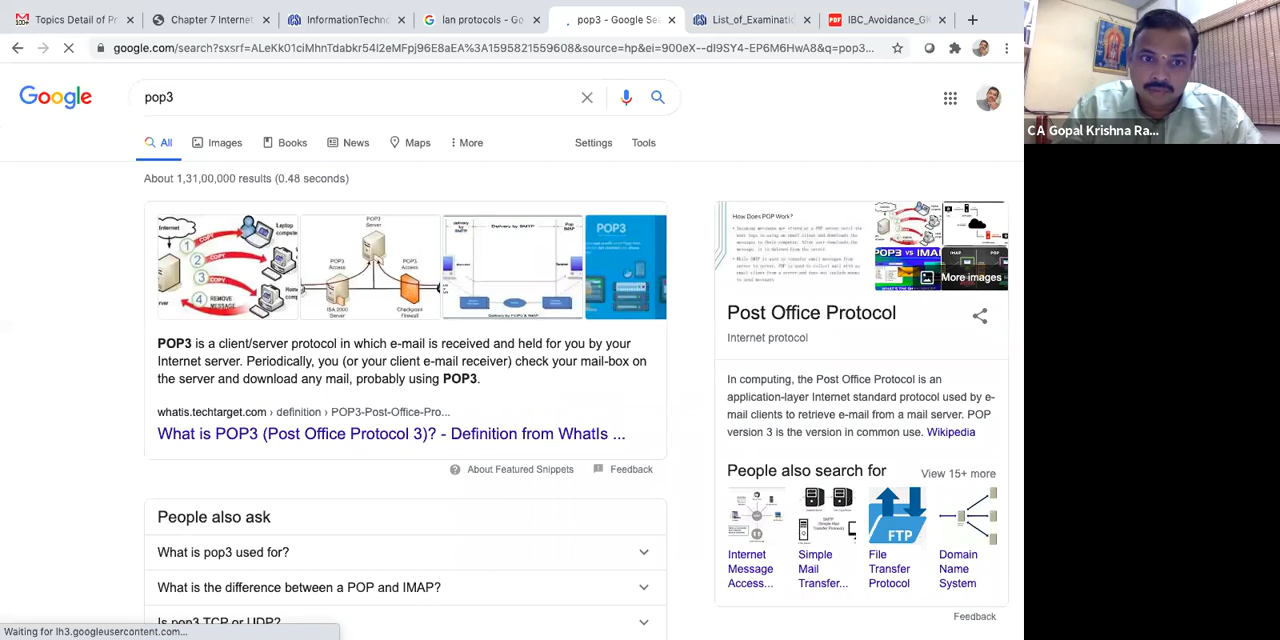 Topics Detail of Pr
Chapter 7 Internet
InformationTechno
lan protocols - Go
pop3 - Google Sea
List_of_Examinati
IBC_Avoidance_GK
google.com/search?sxsrf=ALeKk01ciMhnTdabkr54l2eMFpj96E8aEA%3A1595821559608&source=hp&ei=900eX--dI9SY4-EP6M6HwA8&q=pop3...
Google
pop3
All
Images
Books
News
Maps
More
Settings
Tools
About 1,31,00,000 results (0.48 seconds)
POP3 is a client/server protocol in which e-mail is received and held for you by your
Internet server. Periodically, you (or your client e-mail receiver) check your mail-box on
the server and download any mail, probably using POP3.
whatis.techtarget.com › definition › POP3-Post-Office-Pro...
What is POP3 (Post Office Protocol 3)? - Definition from WhatIs ...
About Featured Snippets
Feedback
People also ask
What is pop3 used for?
What is the difference between a POP and IMAP?
Is pop3 TCP or UDP?
Waiting for lh3.googleusercontent.com...
How Does POP Work?
POP3 VS IMAP
More images
Post Office Protocol
Internet protocol
In computing, the Post Office Protocol is an
application-layer Internet standard protocol used by e-
mail clients to retrieve e-mail from a mail server. POP
version 3 is the version in common use. Wikipedia
People also search for
View 15+ more
FTP
Internet
Message
Access...
Simple
Mail
Transfer...
File
Transfer
Protocol
Domain
Name
System
Feedback
CA Gopal Krishna Ra...